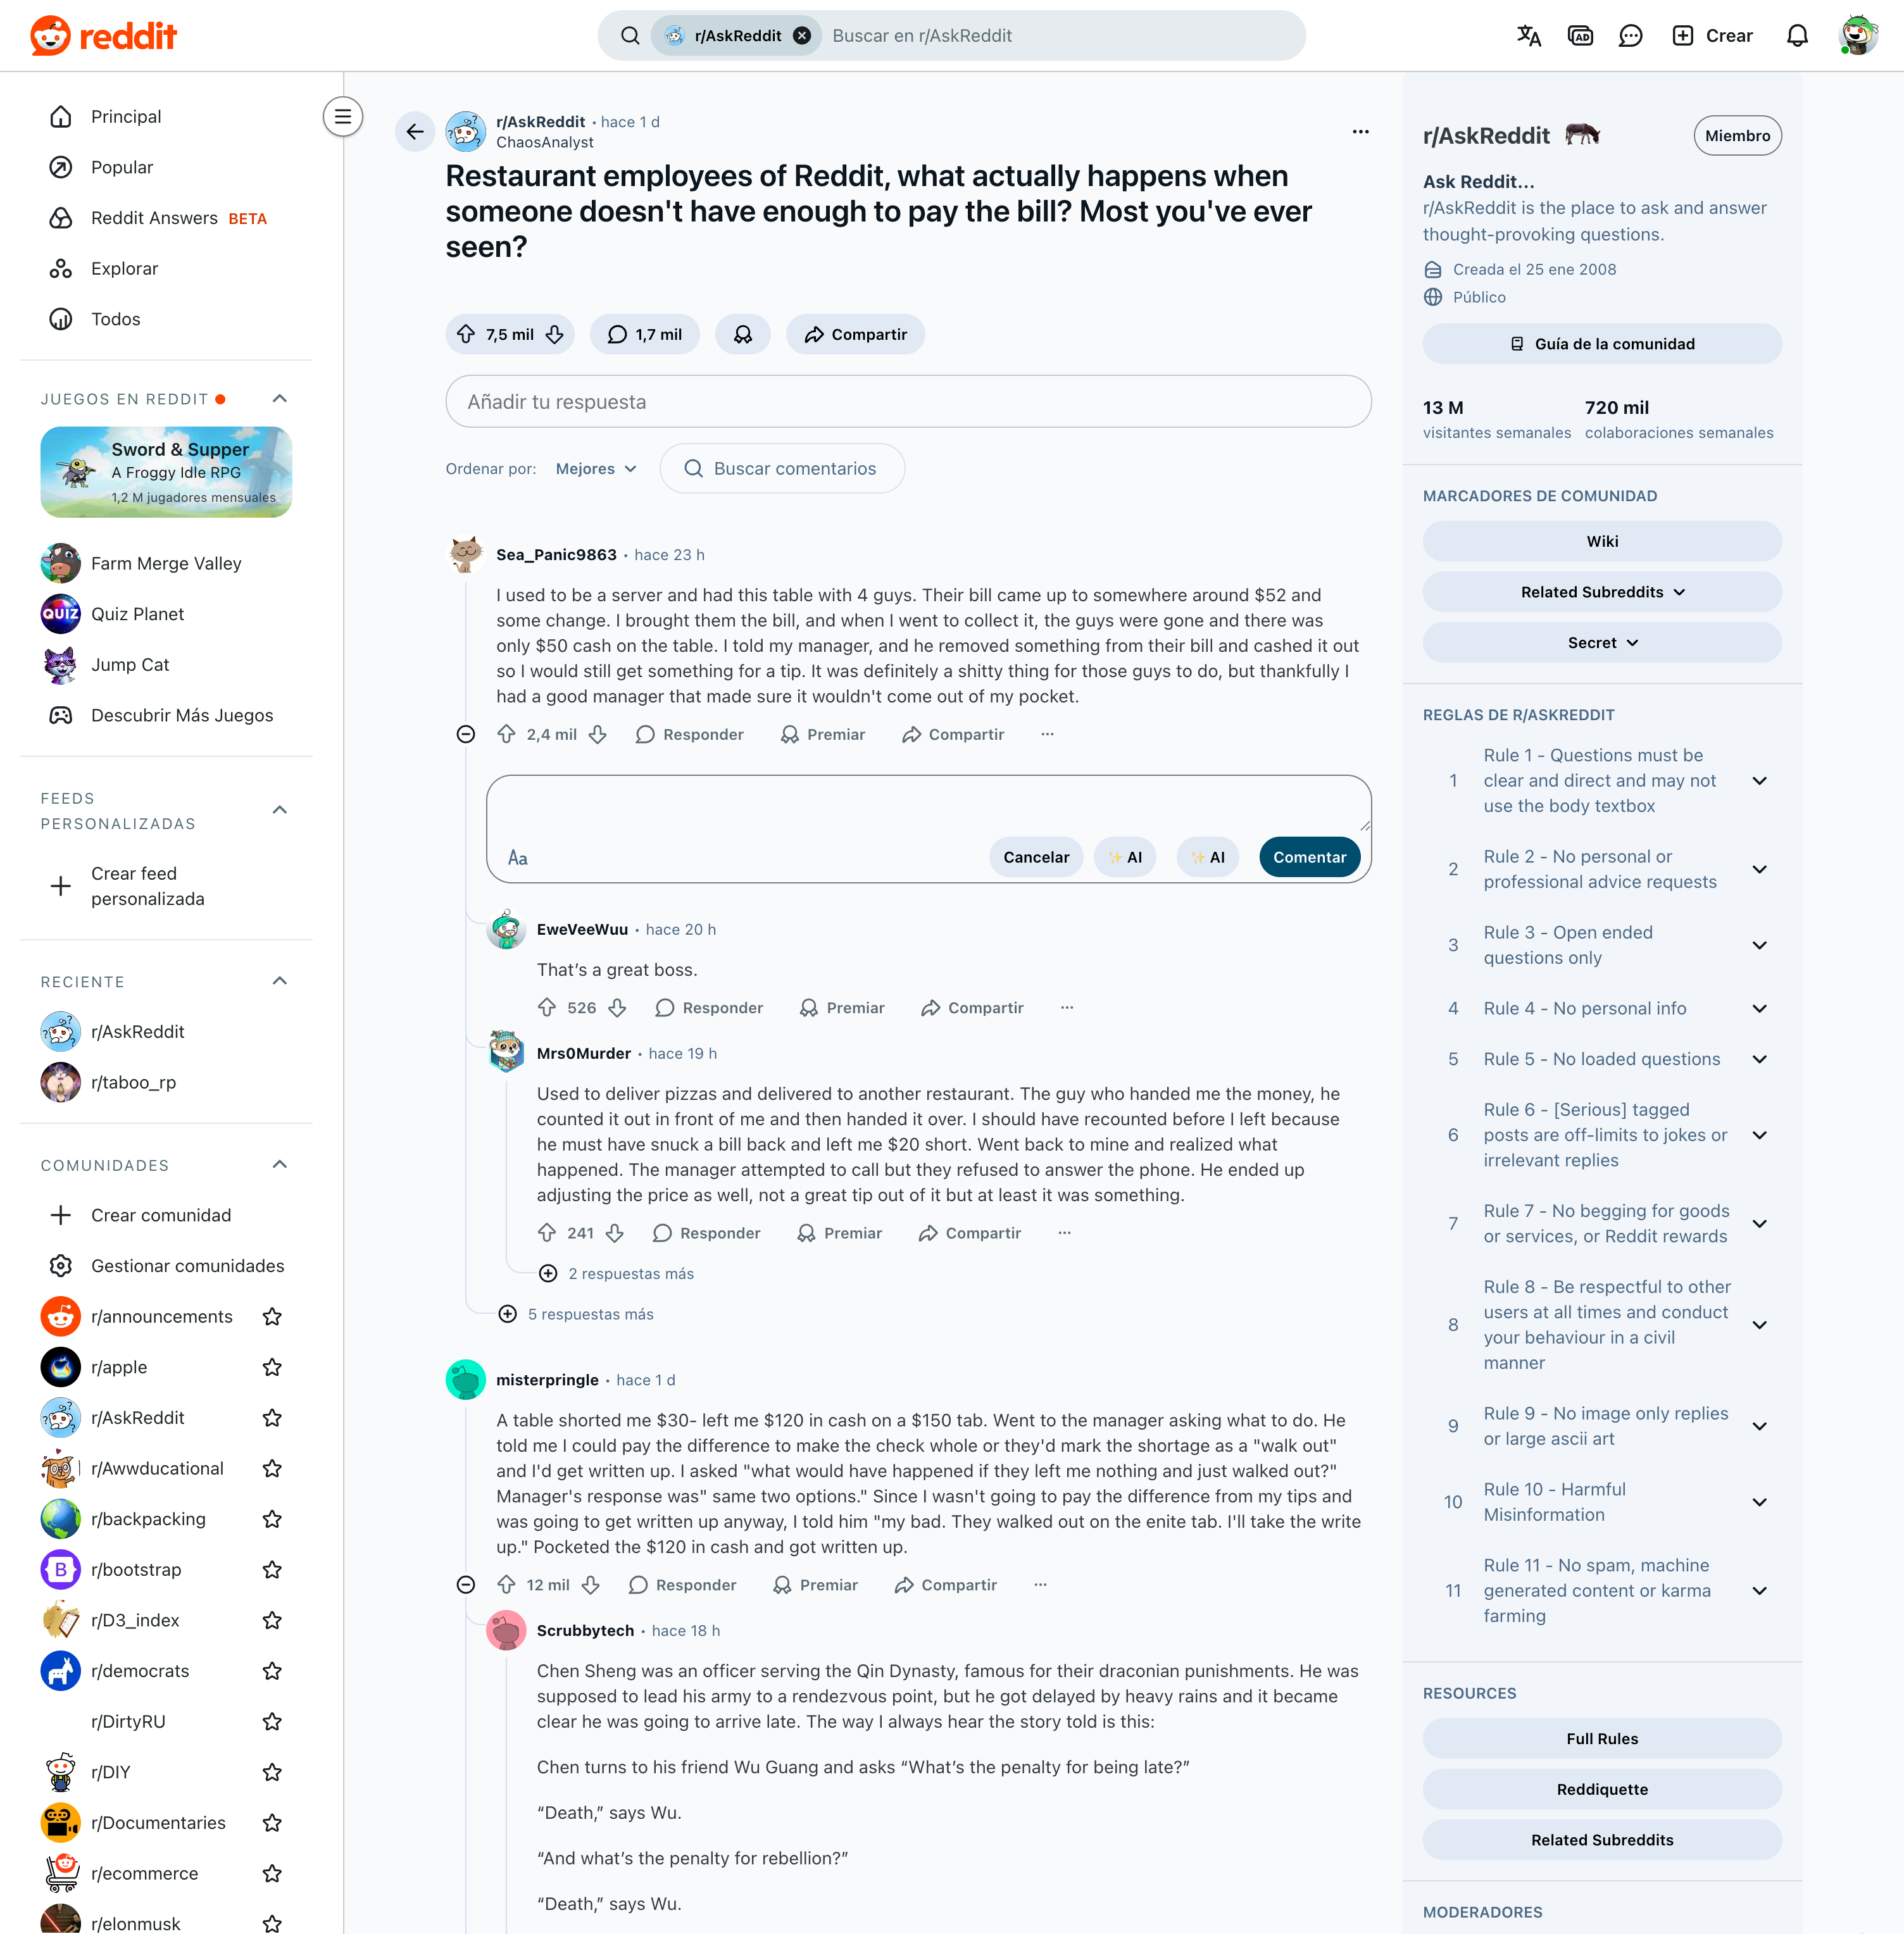 reddit
r/AskReddit
Buscar en r/AskReddit
AD
Crear
Principal
Popular
Reddit Answers BETA
Explorar
Todos
JUEGOS EN REDDIT
Sword & Supper
A Froggy Idle RPG
1,2 M jugadores mensuales
Farm Merge Valley
QUIZ
Quiz Planet
Jump Cat
Descubrir Más Juegos
FEEDS
PERSONALIZADAS
Crear feed
personalizada
RECIENTE
r/AskReddit
r/taboo_rp
COMUNIDADES
Crear comunidad
Gestionar comunidades
r/announcements
r/apple
r/AskReddit
r/Awwducational
r/backpacking
B
r/bootstrap
r/D3_index
r/democrats
r/DirtyRU
r/DIY
r/Documentaries
r/ecommerce
r/elonmusk
r/AskReddit • hace 1 d
ChaosAnalyst
Restaurant employees of Reddit, what actually happens when
someone doesn't have enough to pay the bill? Most you've ever
seen?
7,5 mil
1,7 mil
Compartir
Añadir tu respuesta
Ordenar por: Mejores
Buscar comentarios
Sea_Panic9863 • hace 23 h
I used to be a server and had this table with 4 guys. Their bill came up to somewhere around $52 and
some change. I brought them the bill, and when I went to collect it, the guys were gone and there was
only $50 cash on the table. I told my manager, and he removed something from their bill and cashed it out
so I would still get something for a tip. It was definitely a shitty thing for those guys to do, but thankfully I
had a good manager that made sure it wouldn't come out of my pocket.
2,4 mil Responder Premiar Compartir
Aa
Cancelar ✨ AI ✨ AI Comentar
EweVeeWuu • hace 20 h
That’s a great boss.
526 Responder Premiar Compartir
Mrs0Murder • hace 19 h
Used to deliver pizzas and delivered to another restaurant. The guy who handed me the money, he
counted it out in front of me and then handed it over. I should have recounted before I left because
he must have snuck a bill back and left me $20 short. Went back to mine and realized what
happened. The manager attempted to call but they refused to answer the phone. He ended up
adjusting the price as well, not a great tip out of it but at least it was something.
241 Responder Premiar Compartir
2 respuestas más
5 respuestas más
misterpringle • hace 1 d
A table shorted me $30- left me $120 in cash on a $150 tab. Went to the manager asking what to do. He
told me I could pay the difference to make the check whole or they'd mark the shortage as a "walk out"
and I'd get written up. I asked "what would have happened if they left me nothing and just walked out?"
Manager's response was" same two options." Since I wasn't going to pay the difference from my tips and
was going to get written up anyway, I told him "my bad. They walked out on the enite tab. I'll take the write
up." Pocketed the $120 in cash and got written up.
12 mil Responder Premiar Compartir
Scrubbytech • hace 18 h
Chen Sheng was an officer serving the Qin Dynasty, famous for their draconian punishments. He was
supposed to lead his army to a rendezvous point, but he got delayed by heavy rains and it became
clear he was going to arrive late. The way I always hear the story told is this:
Chen turns to his friend Wu Guang and asks “What’s the penalty for being late?”
“Death,” says Wu.
“And what’s the penalty for rebellion?”
“Death,” says Wu.
r/AskReddit
Miembro
Ask Reddit...
r/AskReddit is the place to ask and answer
thought-provoking questions.
Creada el 25 ene 2008
Público
Guía de la comunidad
13 M 720 mil
visitantes semanales colaboraciones semanales
MARCADORES DE COMUNIDAD
Wiki
Related Subreddits
Secret
REGLAS DE R/ASKREDDIT
1
Rule 1 - Questions must be
clear and direct and may not
use the body textbox
2
Rule 2 - No personal or
professional advice requests
3
Rule 3 - Open ended
questions only
4 Rule 4 - No personal info
5 Rule 5 - No loaded questions
6
Rule 6 - [Serious] tagged
posts are off-limits to jokes or
irrelevant replies
7
Rule 7 - No begging for goods
or services, or Reddit rewards
8
Rule 8 - Be respectful to other
users at all times and conduct
your behaviour in a civil
manner
9
Rule 9 - No image only replies
or large ascii art
10
Rule 10 - Harmful
Misinformation
11
Rule 11 - No spam, machine
generated content or karma
farming
RESOURCES
Full Rules
Reddiquette
Related Subreddits
MODERADORES